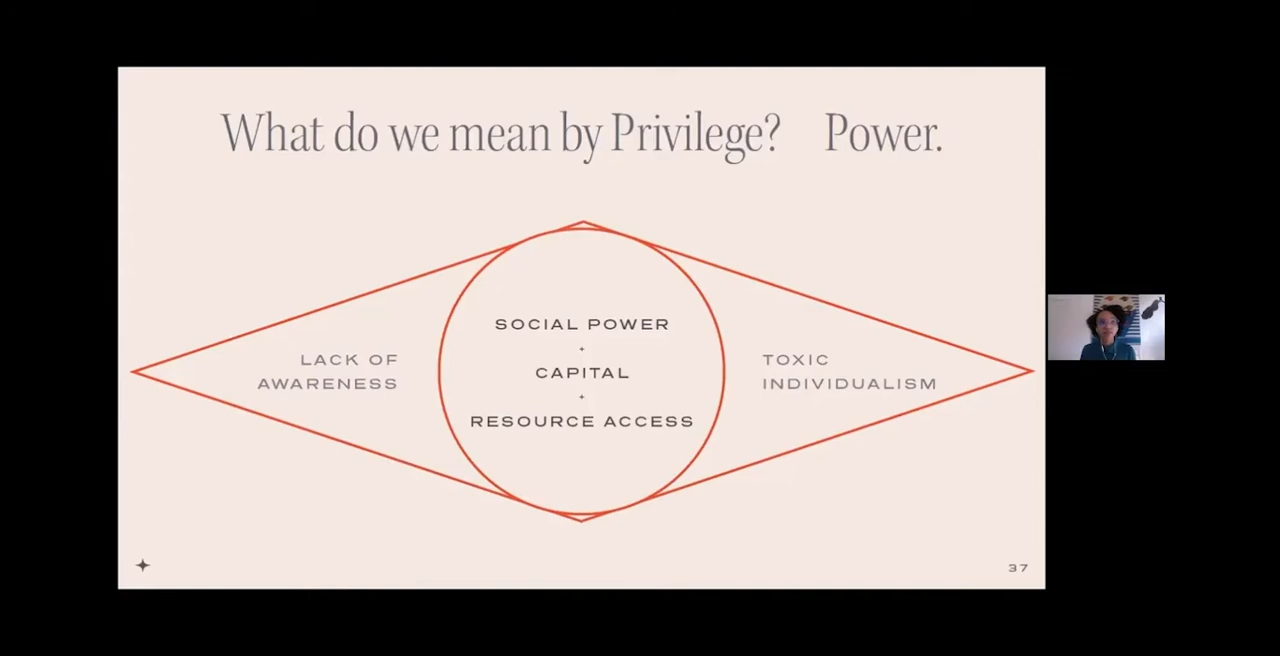 What do we mean by Privilege? Power.
SOCIAL POWER
+
CAPITAL
+
RESOURCE ACCESS
LACK OF
AWARENESS
TOXIC
INDIVIDUALISM
37